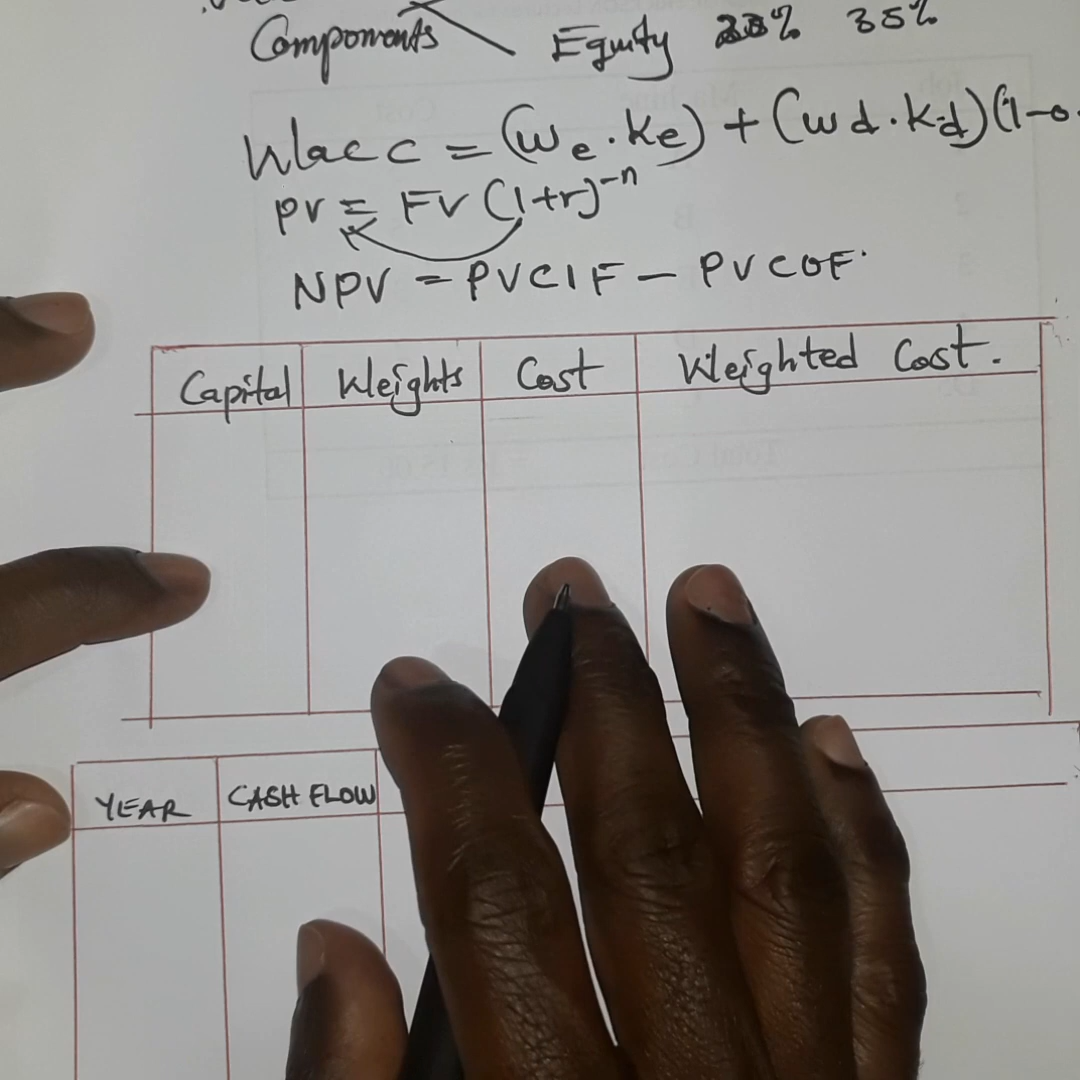 Components Equity 35%
Wacc = (We.Ke) + (Wd.Kd)(1-0.
PV = FV (1+r)^-n
NPV = PVCIF - PVCOF.
Capital Weights Cost Weighted Cost.
YEAR CASH FLOW